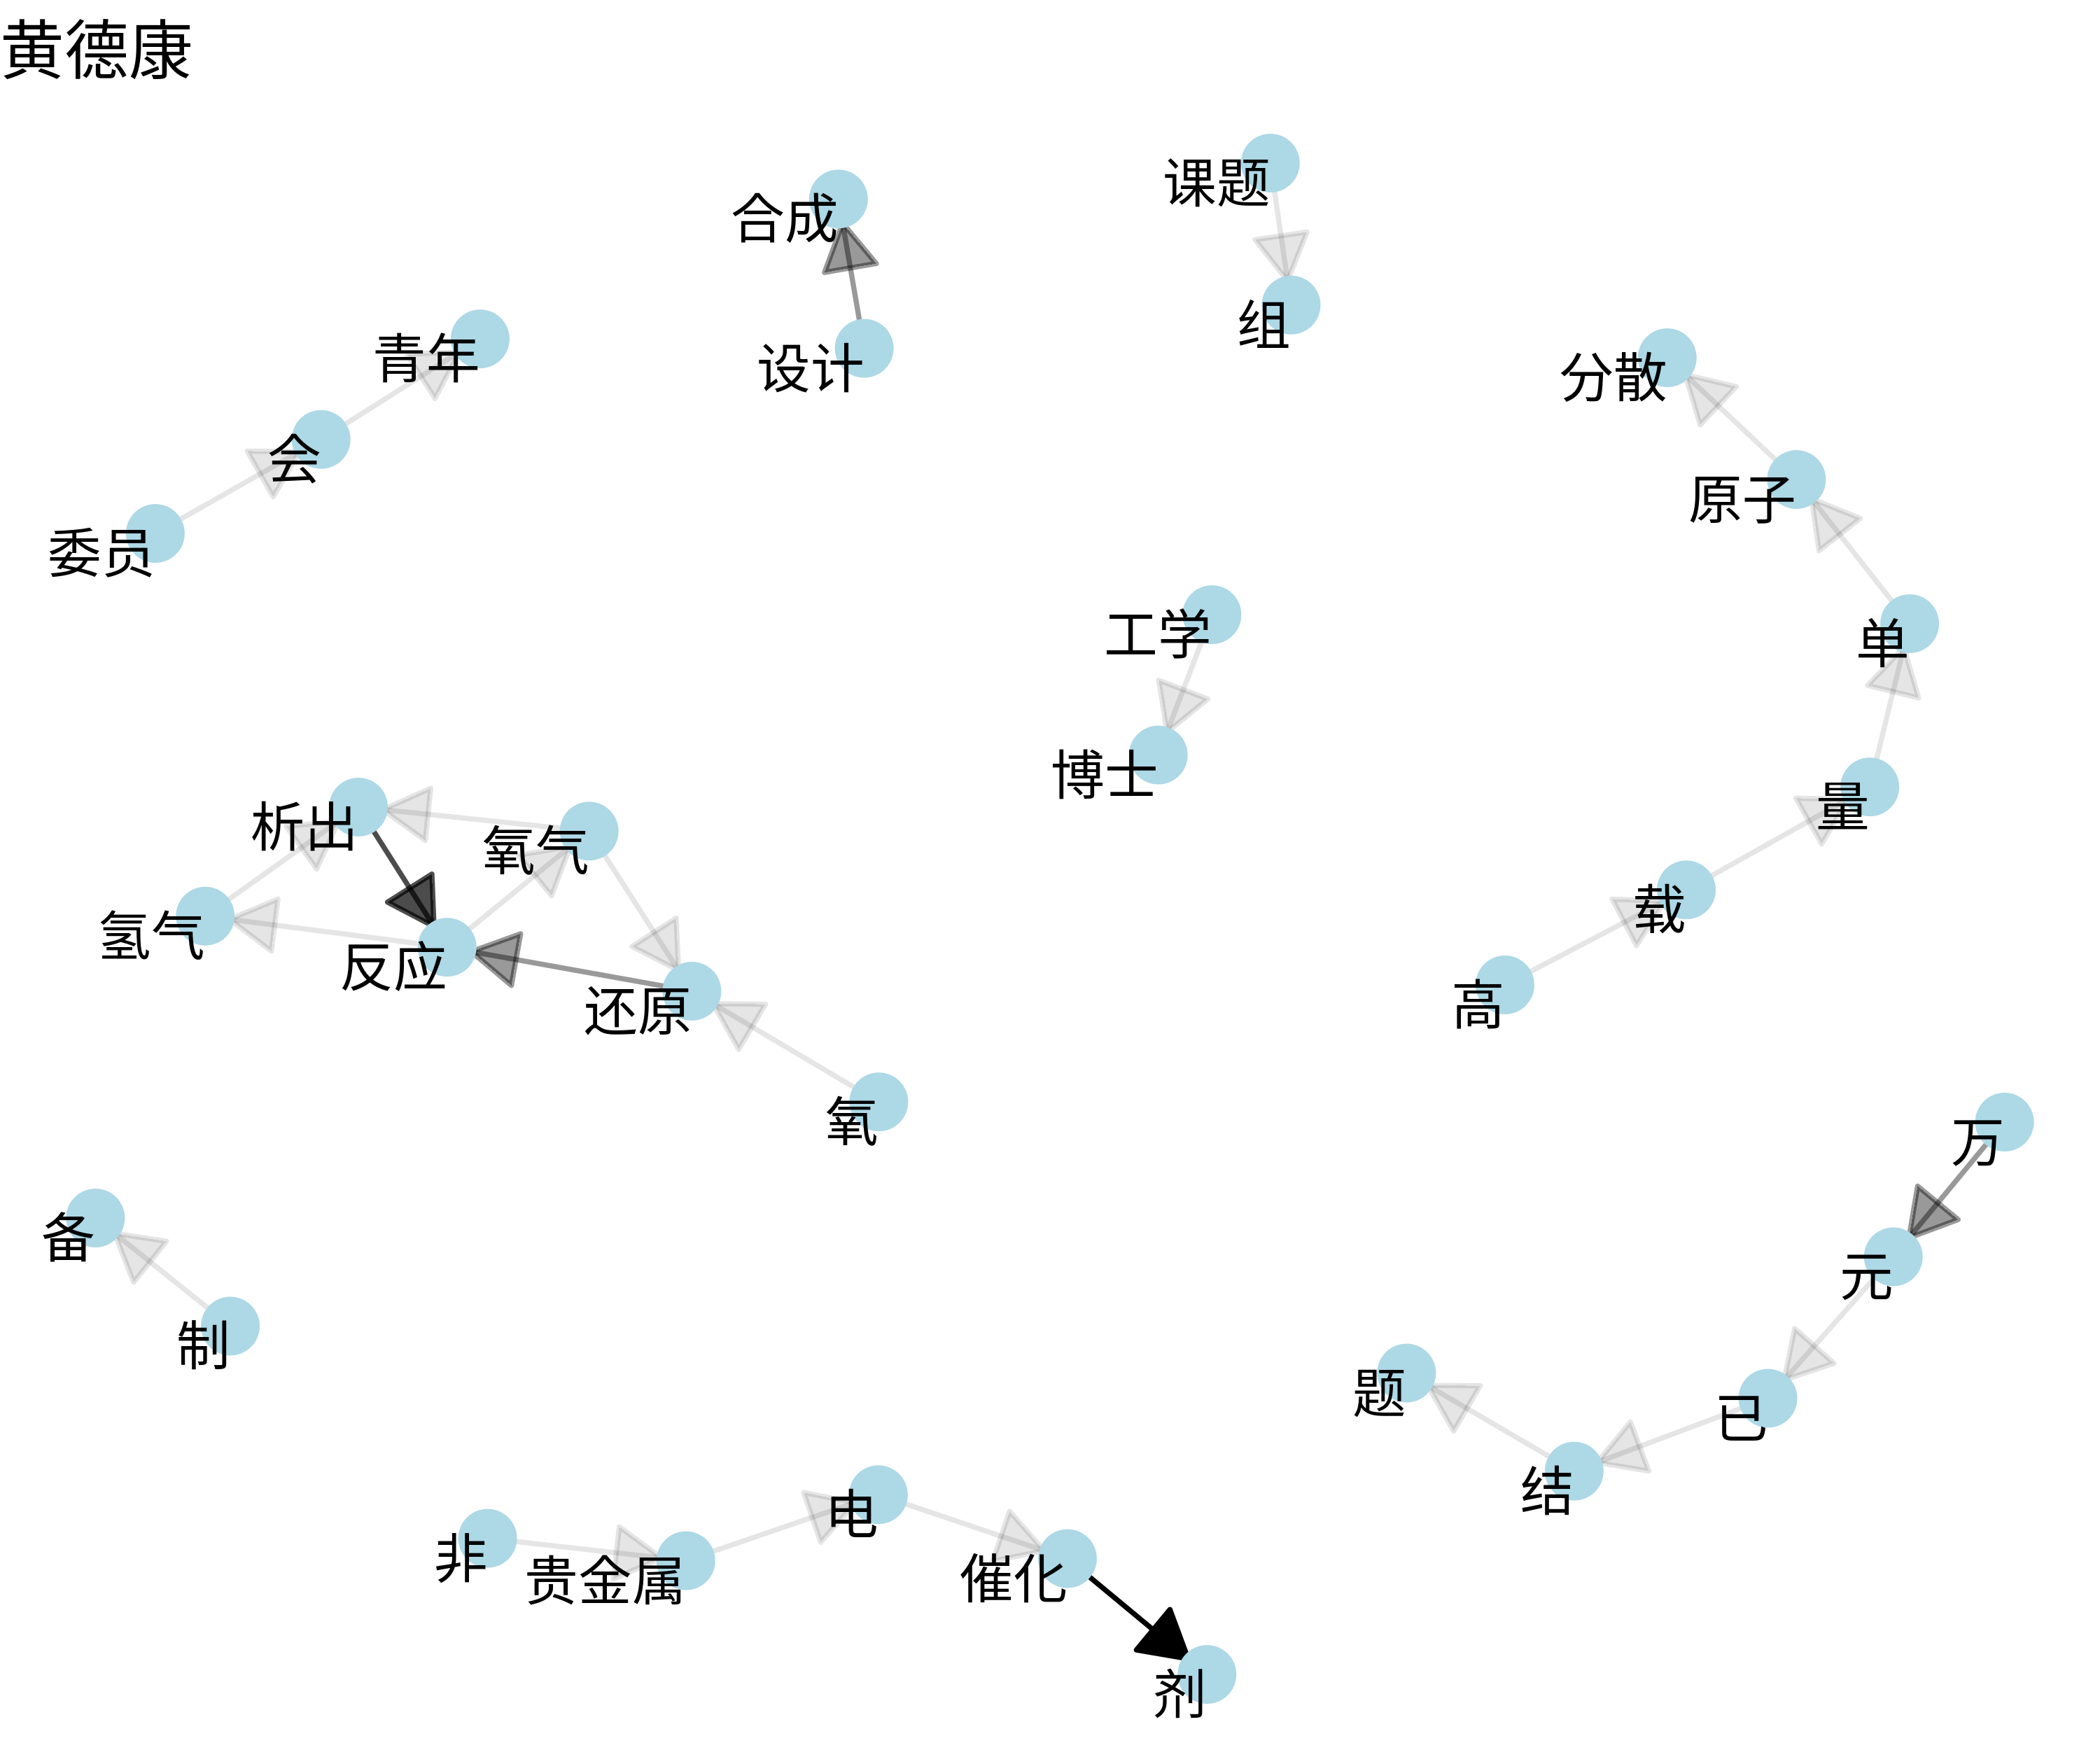 黄德康
课题
合成
组
青年
设计
分散
会
原子
委员
工学
单
博士
析出
氧气
量
氢气
载
反应
还原
高
氧
万
备
元
制
题
已
结
电
非
贵金属
催化
剂